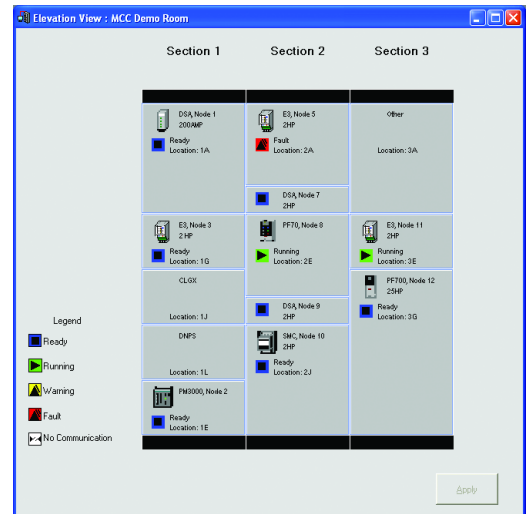 Elevation View : MCC Demo Room
Section 1
Section 2
Section 3
DSA, Node 1
200AMP
Ready
Location: 1A
E3, Node 3
2 HP
Ready
Location: 1G
CLGX
Location: 1J
DNPS
Location: 1L
PM3000, Node 2
Ready
Location: 1E
E3, Node 5
2HP
Fault
Location: 2A
DSA, Node 7
2HP
PF70, Node 8
Running
Location: 2E
DSA, Node 9
2HP
SMC, Node 10
2HP
Ready
Location: 2J
Other
Location: 3A
E3, Node 11
2HP
Running
Location: 3E
PF700, Node 12
25HP
Ready
Location: 3G
Legend
Ready
Running
Warning
Fault
No Communication
Apply